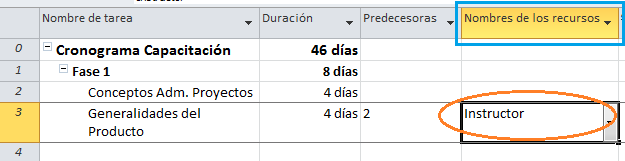 Nombre de tarea Duración Predecesoras Nombres de los recursos
0 Cronograma Capacitación 46 días
1 Fase 1 8 días
2 Conceptos Adm. Proyectos 4 días
3 Generalidades del 4 días 2 Instructor
Producto
4